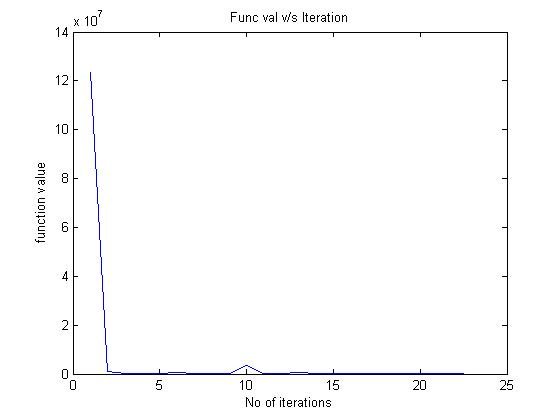 Func val v/s Iteration
x 10^7
14
12
10
8
6
4
2
0
function value
0 5 10 15 20 25
No of iterations